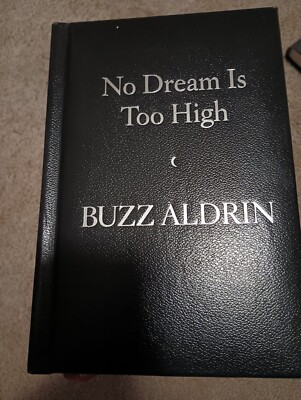 No Dream Is
Too High
BUZZ ALDRIN